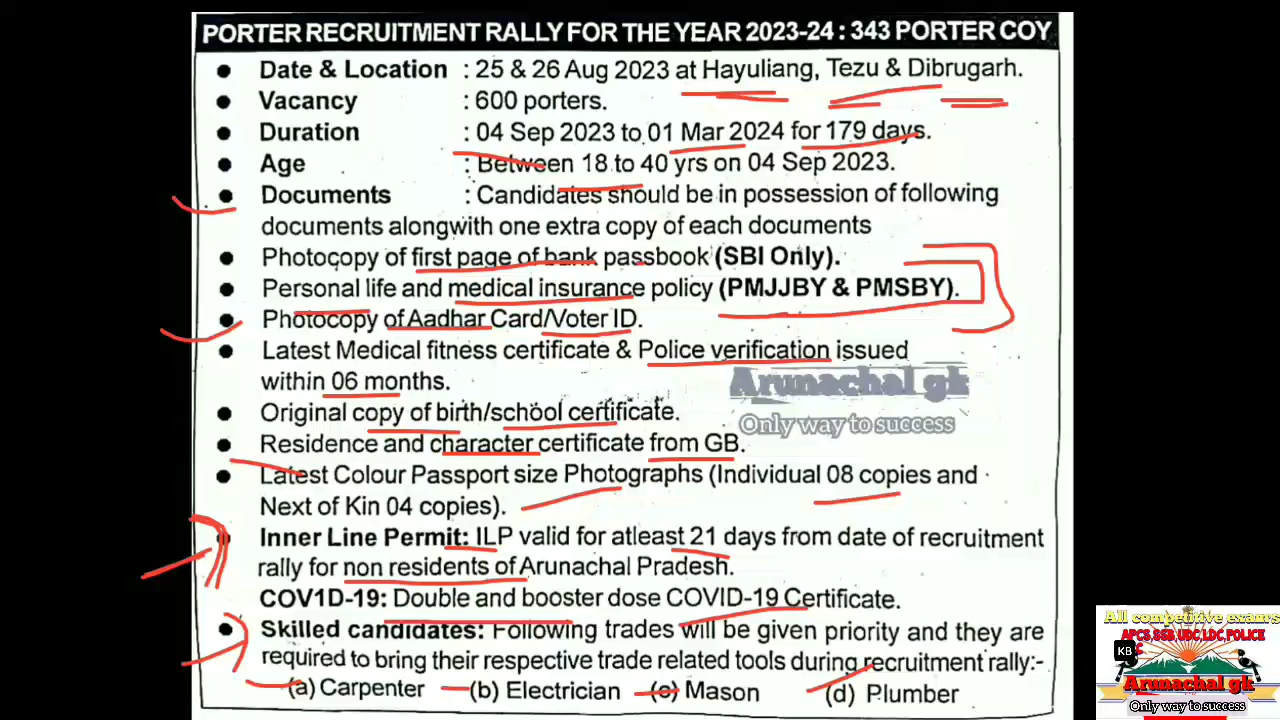 PORTER RECRUITMENT RALLY FOR THE YEAR 2023-24 : 343 PORTER COY
Date & Location : 25 & 26 Aug 2023 at Hayuliang, Tezu & Dibrugarh.
Vacancy : 600 porters.
Duration : 04 Sep 2023 to 01 Mar 2024 for 179 days.
Age : Between 18 to 40 yrs on 04 Sep 2023.
Documents : Candidates should be in possession of following
documents alongwith one extra copy of each documents
Photocopy of first page of bank passbook (SBI Only).
Personal life and medical insurance policy (PMJJBY & PMSBY).
Photocopy of Aadhar Card/Voter ID.
Latest Medical fitness certificate & Police verification issued
within 06 months.
Original copy of birth/school certificate.
Residence and character certificate from GB.
Latest Colour Passport size Photographs (Individual 08 copies and
Next of Kin 04 copies).
Inner Line Permit: ILP valid for atleast 21 days from date of recruitment
rally for non residents of Arunachal Pradesh.
COV1D-19: Double and booster dose COVID-19 Certificate.
Skilled candidates: Following trades will be given priority and they are
required to bring their respective trade related tools during recruitment rally:-
(a) Carpenter (b) Electrician (c) Mason (d) Plumber
Arunachal gk
Only way to success
All competitive exams
APCS,SSB UDC,LDC,POLICE
KB
Arunachal gk
Only way to success